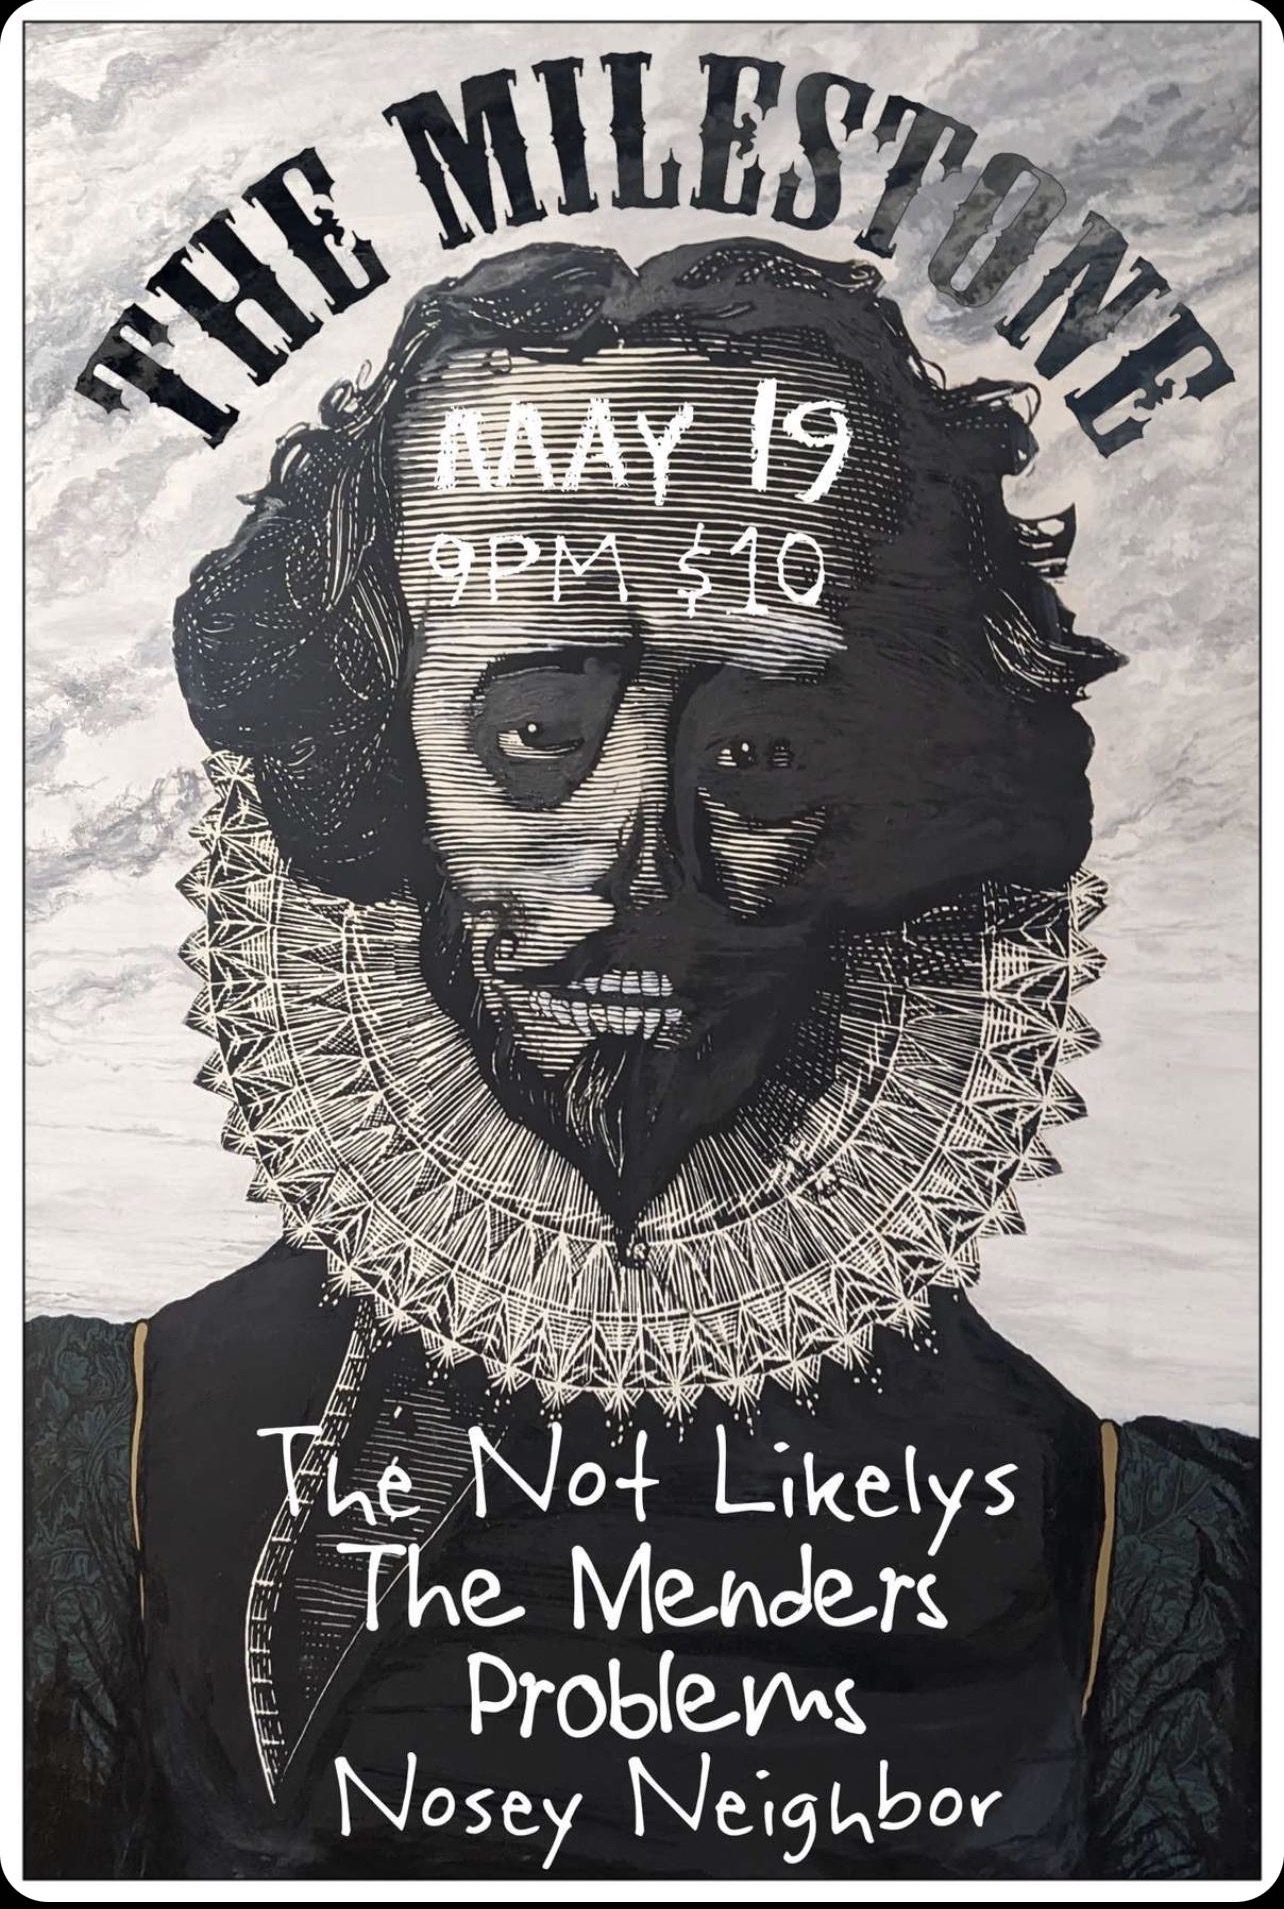 THE MILESTONE
MAY 19
9PM $10
The Not Likelys
The Menders
Problems
Nosey Neighbor